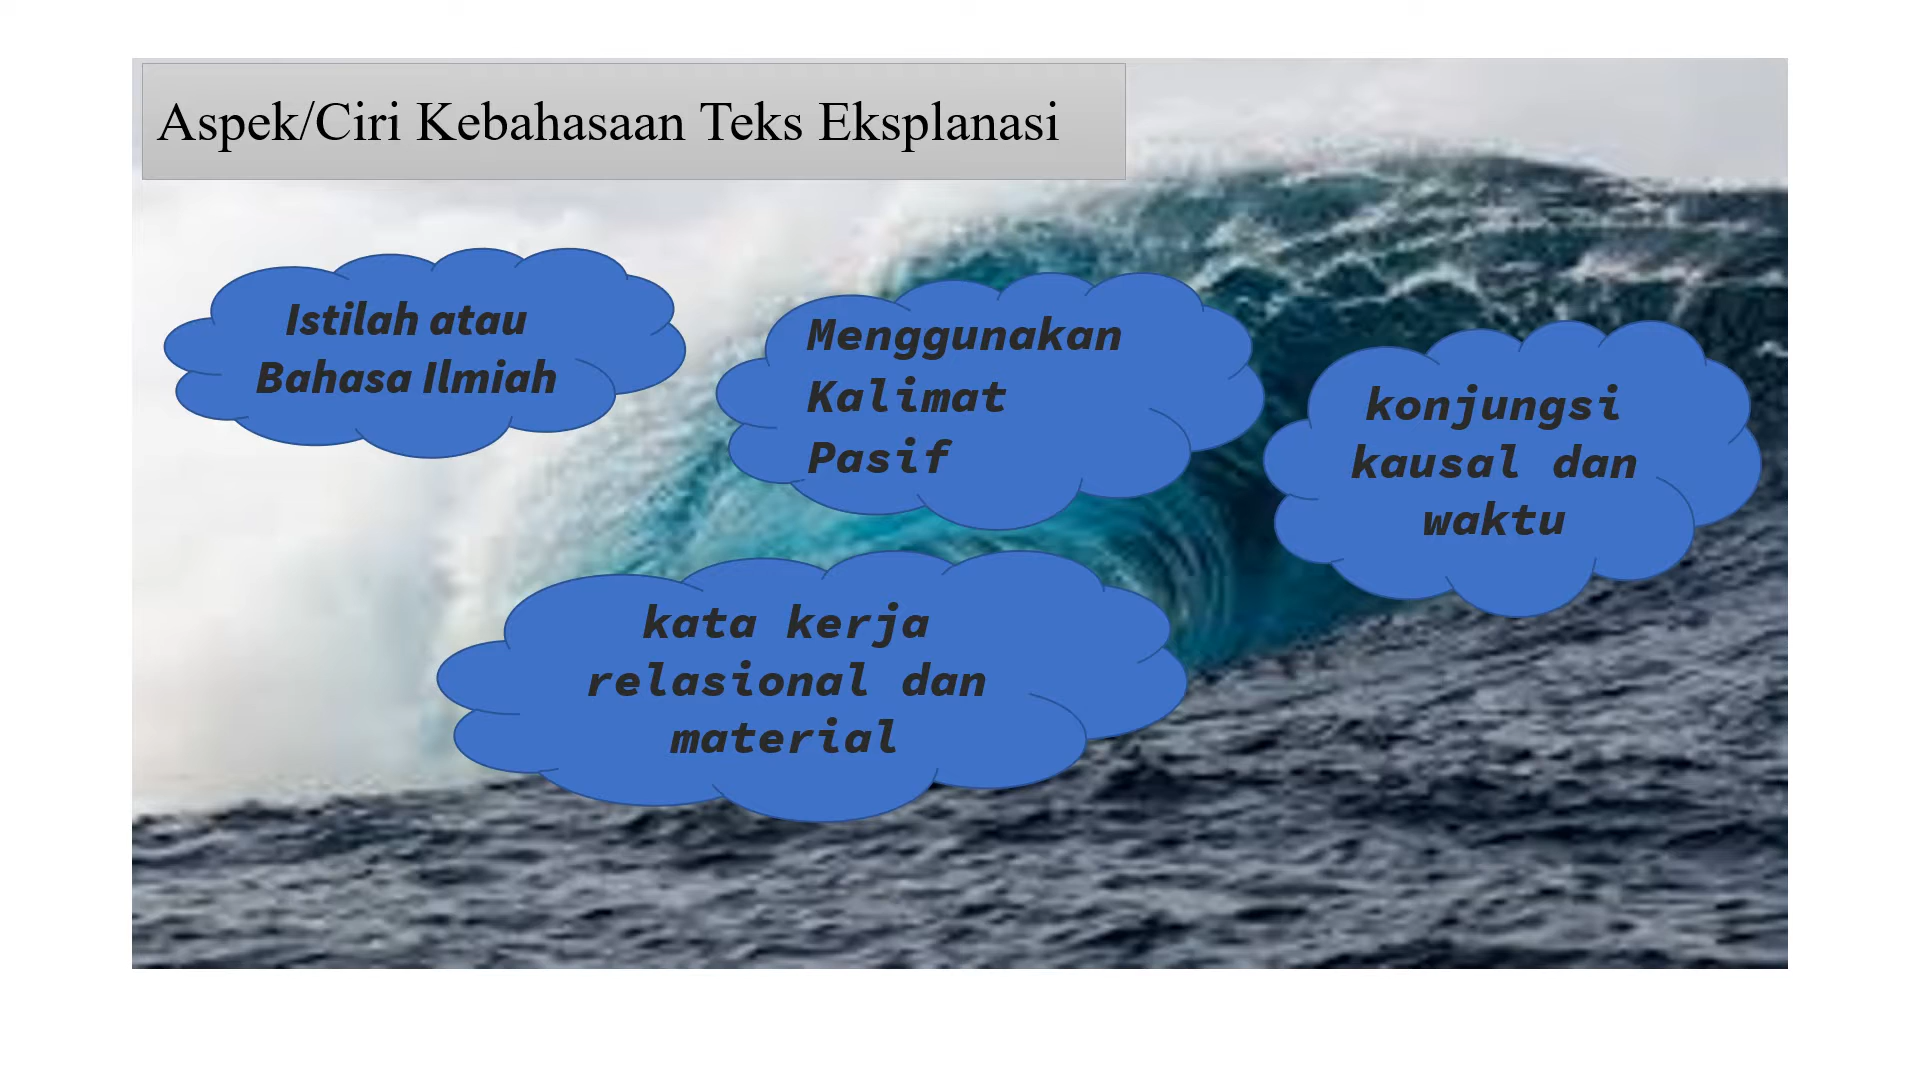 Aspek/Ciri Kebahasaan Teks Eksplanasi
Istilah atau
Bahasa Ilmiah
Menggunakan
Kalimat
Pasif
konjungsi
kausal dan
waktu
kata kerja
relasional dan
material